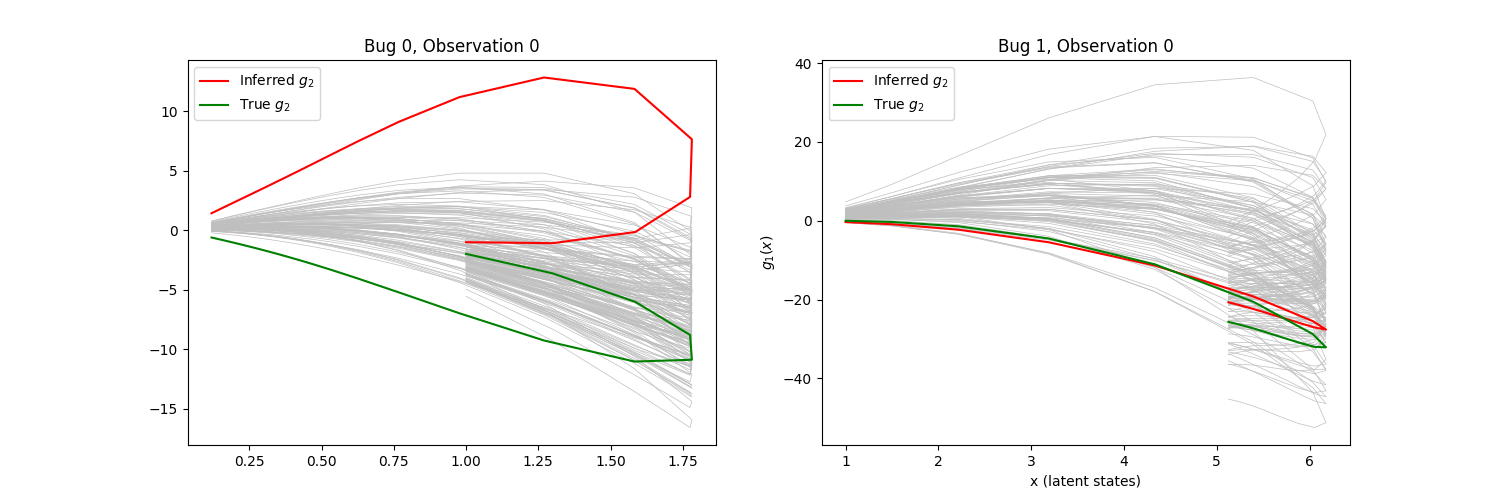 Bug 0, Observation 0
Inferred g₂
True g₂
10
5
0
−5
−10
−15
0.25 0.50 0.75 1.00 1.25 1.50 1.75
Bug 1, Observation 0
Inferred g₂
True g₂
g₁(x)
40
20
0
−20
−40
1 2 3 4 5 6
x (latent states)